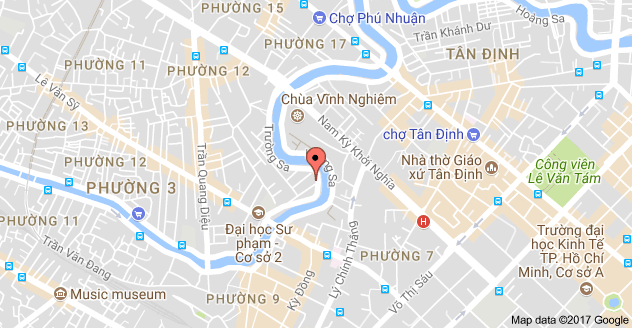 PHƯỜNG 15
Hoàng Sa
Chợ Phú Nhuận
Trần Khánh Dư
PHƯỜNG 17
TÂN ĐỊNH
PHƯỜNG 11
PHƯỜNG 12
Lê Văn Sỹ
Chùa Vĩnh Nghiêm
Nam Kỳ Khởi Nghĩa
PHƯỜNG 13
Trường Sa
chợ Tân Định
Trần Quang Diệu
Nhà thờ Giáo
xứ Tân Định
Công viên
Lê Văn Tám
PHƯỜNG 3
PHƯỜNG 11
Đại học Sư
phạm -
Cơ sở 2
Lý Chính Thắng
Trường đại
học Kinh Tế
TP. Hồ Chí
Minh, Cơ sở A
H
Trần Văn Đang
PHƯỜNG 7
Kỳ Đồng
Võ Thị Sáu
Music museum
PHƯỜNG 9
Map data ©2017 Google